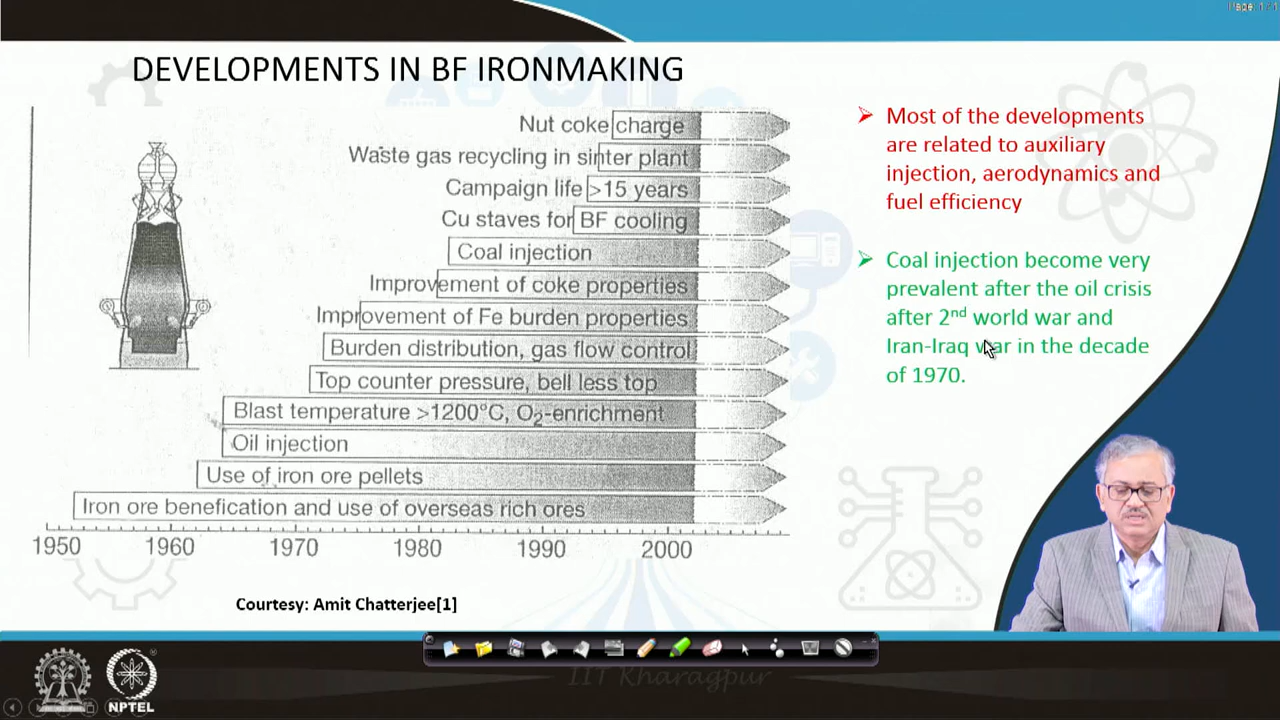 Page 1 / 1
DEVELOPMENTS IN BF IRONMAKING
Nut coke charge
Waste gas recycling in sinter plant
Campaign life >15 years
Cu staves for BF cooling
Coal injection
Improvement of coke properties
Improvement of Fe burden properties
Burden distribution, gas flow control
Top counter pressure, bell less top
Blast temperature >1200°C, O₂-enrichment
Oil injection
Use of iron ore pellets
Iron ore benefication and use of overseas rich ores
1950 1960 1970 1980 1990 2000
Courtesy: Amit Chatterjee[1]
Most of the developments
are related to auxiliary
injection, aerodynamics and
fuel efficiency
Coal injection become very
prevalent after the oil crisis
after 2nd world war and
Iran-Iraq war in the decade
of 1970.
IIT Kharagpur
NPTEL